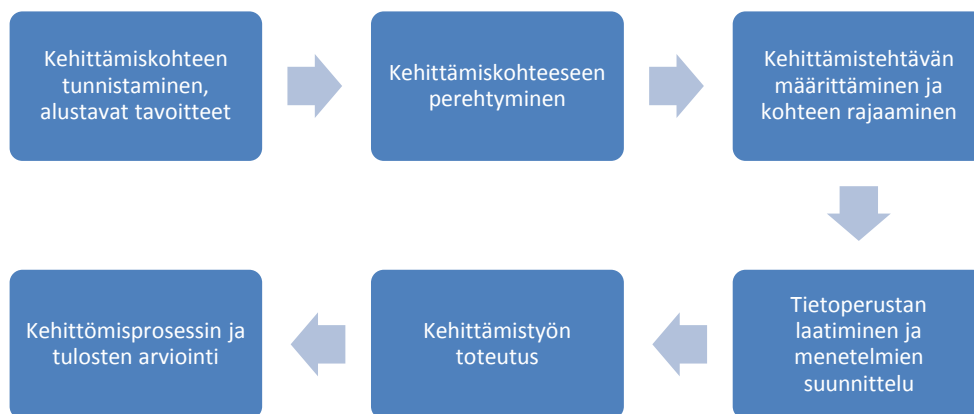 Kehittämiskohteen
tunnistaminen,
alustavat tavoitteet
Kehittämiskohteeseen
perehtyminen
Kehittämistehtävän
määrittäminen ja
kohteen rajaaminen
Tietoperustan
laatiminen ja
menetelmien
suunnittelu
Kehittämistyön
toteutus
Kehittömisprosessin ja
tulosten arviointi